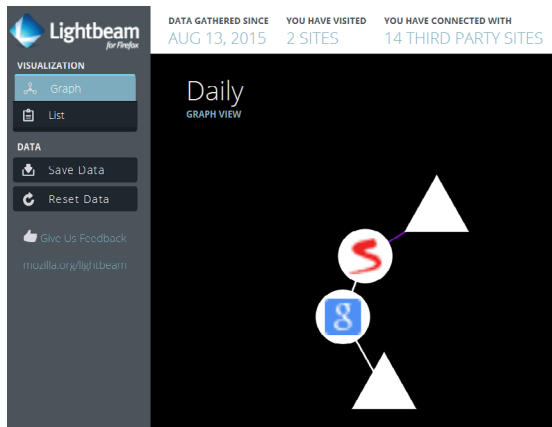 Lightbeam
for Firefox
DATA GATHERED SINCE
AUG 13, 2015
YOU HAVE VISITED
2 SITES
YOU HAVE CONNECTED WITH
14 THIRD PARTY SITES
VISUALIZATION
Graph
List
DATA
Save Data
Reset Data
Give Us Feedback
mozilla.org/lightbeam
Daily
GRAPH VIEW
S
g